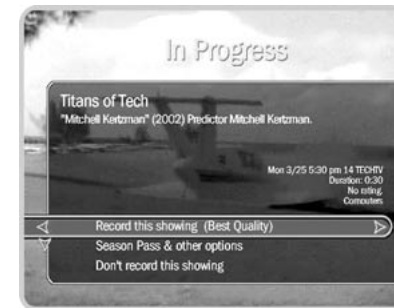 In Progress
Titans of Tech
"Mitchell Kertzman" (2002) Predictor Mitchell Kertzman.
Mon 3/25 5:30 pm 14 TECHTV
Duration: 0:30
No rating.
Computers
Record this showing (Best Quality)
Season Pass & other options
Don't record this showing